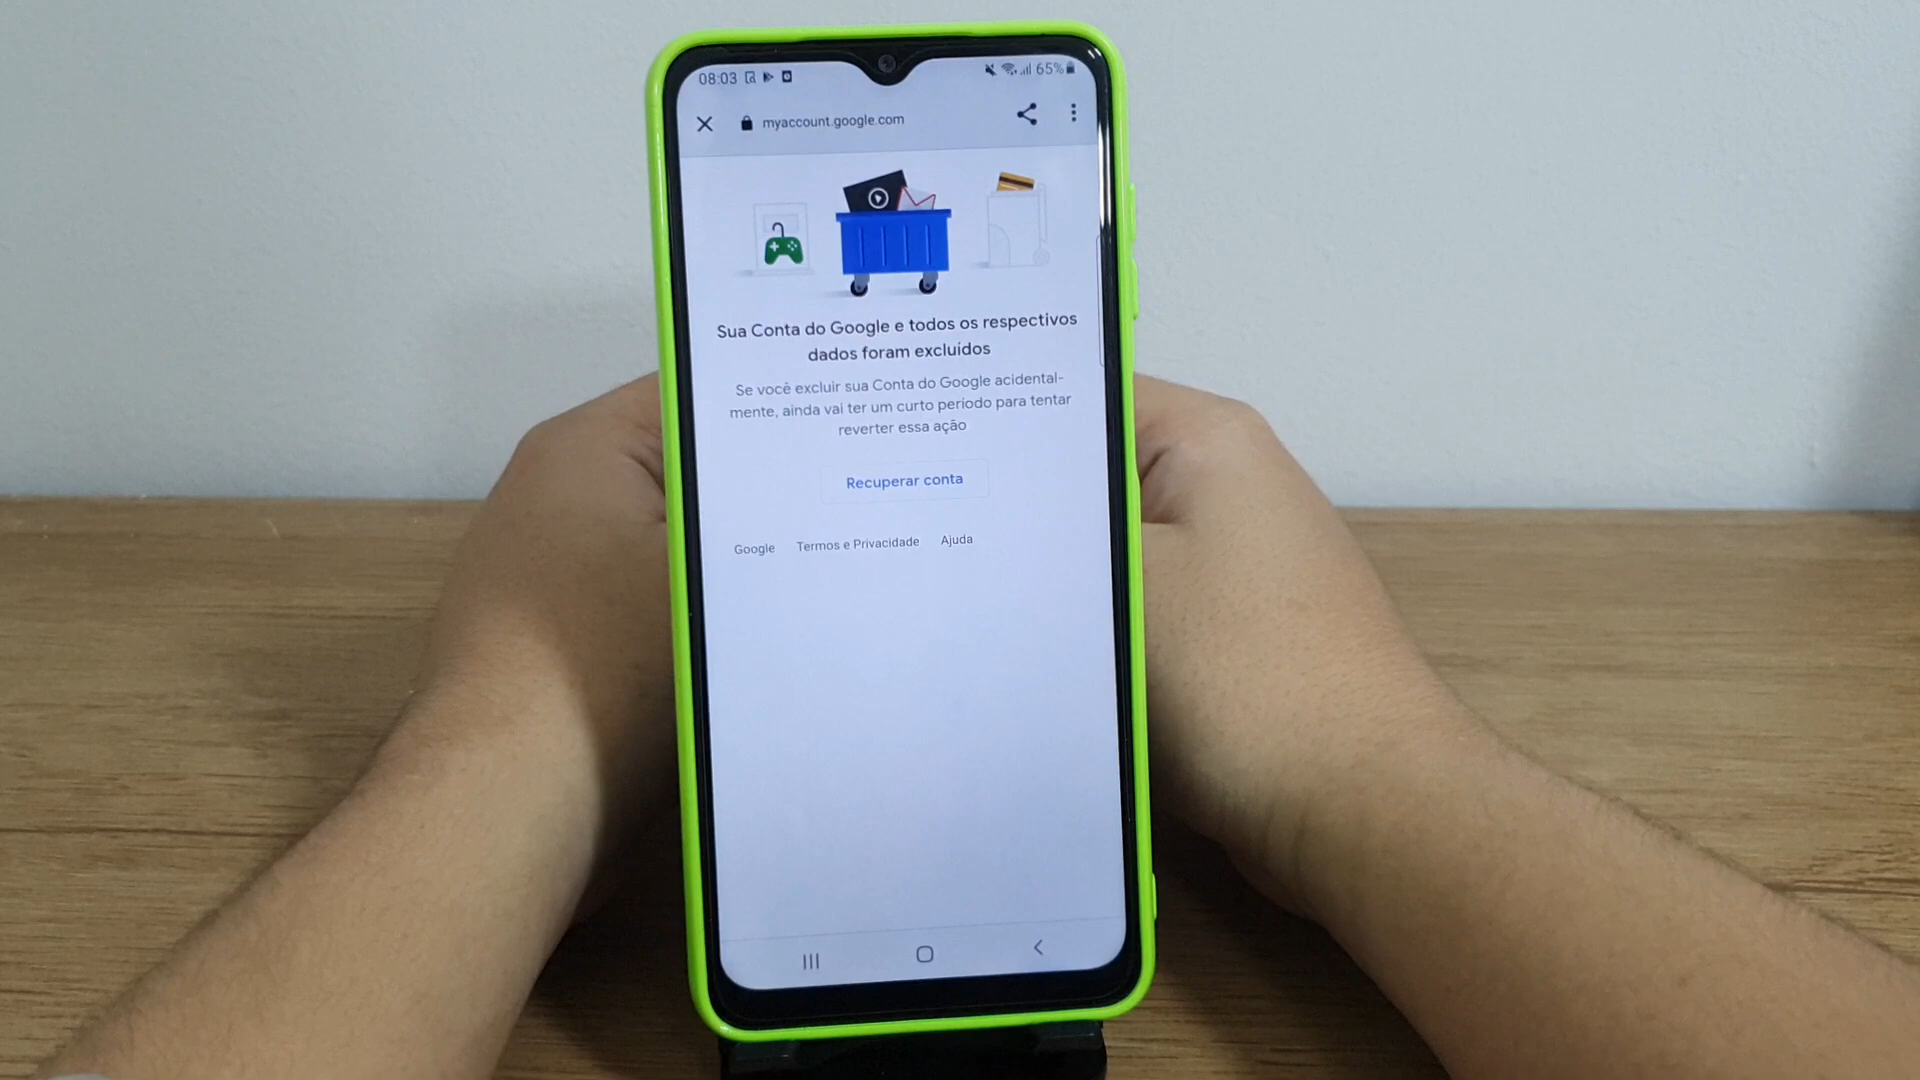 08:03 65%
myaccount.google.com
Sua Conta do Google e todos os respectivos
dados foram excluídos
Se você excluir sua Conta do Google acidental-
mente, ainda vai ter um curto período para tentar
reverter essa ação
Recuperar conta
Google Termos e Privacidade Ajuda